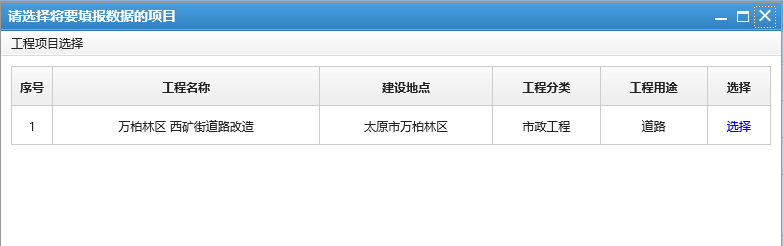 请选择将要填报数据的项目
工程项目选择
序号 工程名称 建设地点 工程分类 工程用途 选择
1 万柏林区 西矿街道路改造 太原市万柏林区 市政工程 道路 选择